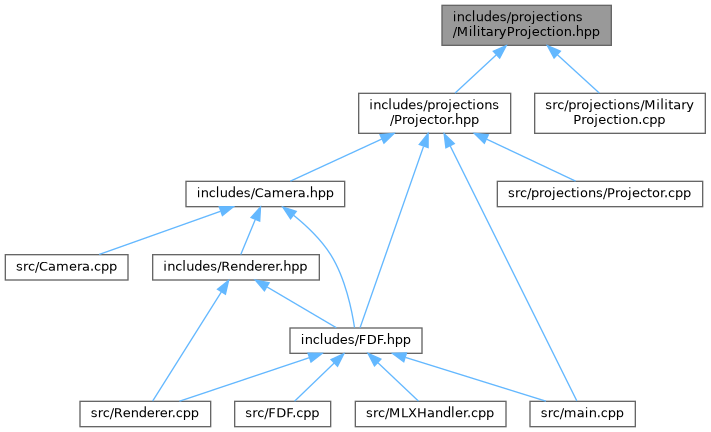 includes/projections
/MilitaryProjection.hpp
includes/projections
/Projector.hpp
src/projections/Military
Projection.cpp
includes/Camera.hpp
src/projections/Projector.cpp
src/Camera.cpp
includes/Renderer.hpp
includes/FDF.hpp
src/Renderer.cpp
src/FDF.cpp
src/MLXHandler.cpp
src/main.cpp